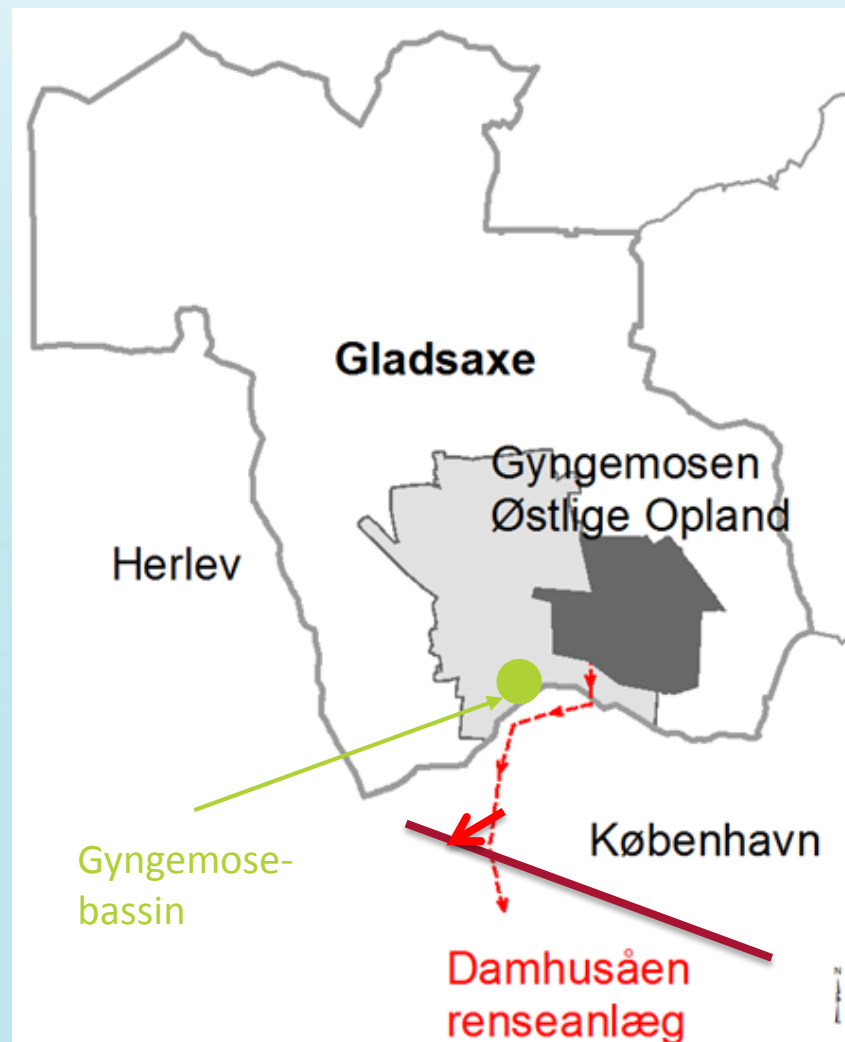 Gladsaxe
Gyngemosen
Østlige Opland
Herlev
København
Gyngemose-
bassin
Damhusåen
renseanlæg
N